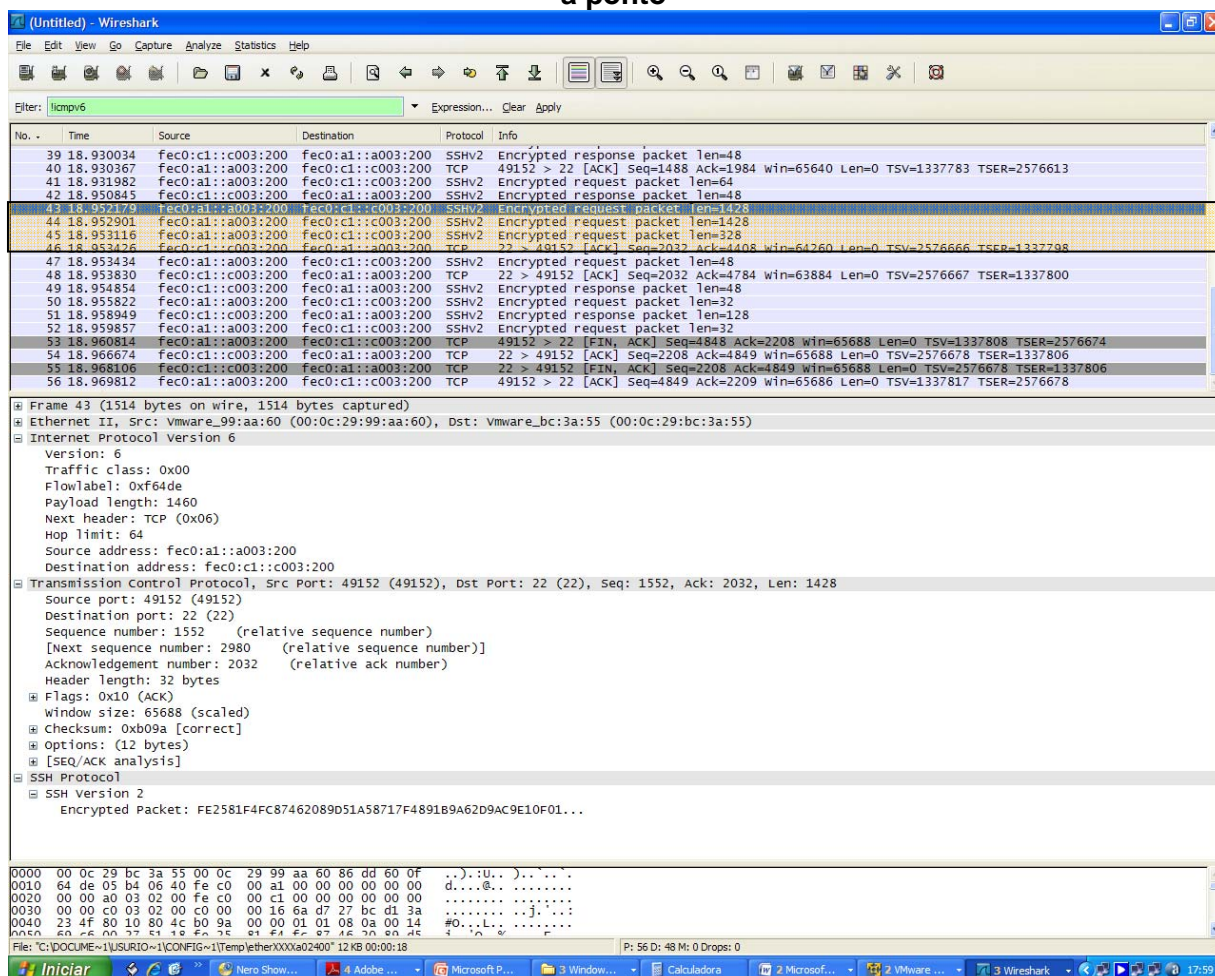 a ponto
(Untitled) - Wireshark
File Edit View Go Capture Analyze Statistics Help
Filter: !icmpv6 Expression... Clear Apply
No. - Time Source Destination Protocol Info
39 18.930034 fec0:c1::c003:200 fec0:a1::a003:200 SSHv2 Encrypted response packet len=48
40 18.930367 fec0:a1::a003:200 fec0:c1::c003:200 TCP 49152 > 22 [ACK] Seq=1488 Ack=1984 Win=65640 Len=0 TSV=1337783 TSER=2576613
41 18.931982 fec0:a1::a003:200 fec0:c1::c003:200 SSHv2 Encrypted request packet len=64
42 18.950845 fec0:c1::c003:200 fec0:a1::a003:200 SSHv2 Encrypted response packet len=48
43 18.952179 fec0:a1::a003:200 fec0:c1::c003:200 SSHv2 Encrypted request packet len=1428
44 18.952901 fec0:a1::a003:200 fec0:c1::c003:200 SSHv2 Encrypted request packet len=1428
45 18.953116 fec0:a1::a003:200 fec0:c1::c003:200 SSHv2 Encrypted request packet len=328
46 18.953426 fec0:c1::c003:200 fec0:a1::a003:200 TCP 22 > 49152 [ACK] Seq=2032 Ack=4408 Win=64260 Len=0 TSV=2576666 TSER=1337798
47 18.953434 fec0:a1::a003:200 fec0:c1::c003:200 SSHv2 Encrypted request packet len=48
48 18.953830 fec0:c1::c003:200 fec0:a1::a003:200 TCP 22 > 49152 [ACK] Seq=2032 Ack=4784 Win=63884 Len=0 TSV=2576667 TSER=1337800
49 18.954854 fec0:c1::c003:200 fec0:a1::a003:200 SSHv2 Encrypted response packet len=48
50 18.955822 fec0:a1::a003:200 fec0:c1::c003:200 SSHv2 Encrypted request packet len=32
51 18.958949 fec0:c1::c003:200 fec0:a1::a003:200 SSHv2 Encrypted response packet len=128
52 18.959857 fec0:a1::a003:200 fec0:c1::c003:200 SSHv2 Encrypted request packet len=32
53 18.960814 fec0:a1::a003:200 fec0:c1::c003:200 TCP 49152 > 22 [FIN, ACK] Seq=4848 Ack=2208 Win=65688 Len=0 TSV=1337808 TSER=2576674
54 18.966674 fec0:c1::c003:200 fec0:a1::a003:200 TCP 22 > 49152 [ACK] Seq=2208 Ack=4849 Win=65688 Len=0 TSV=2576678 TSER=1337806
55 18.968106 fec0:c1::c003:200 fec0:a1::a003:200 TCP 22 > 49152 [FIN, ACK] Seq=2208 Ack=4849 Win=65688 Len=0 TSV=2576678 TSER=1337806
56 18.969812 fec0:a1::a003:200 fec0:c1::c003:200 TCP 49152 > 22 [ACK] Seq=4849 Ack=2209 Win=65686 Len=0 TSV=1337817 TSER=2576678
Frame 43 (1514 bytes on wire, 1514 bytes captured)
Ethernet II, Src: Vmware_99:aa:60 (00:0c:29:99:aa:60), Dst: Vmware_bc:3a:55 (00:0c:29:bc:3a:55)
Internet Protocol Version 6
Version: 6
Traffic class: 0x00
Flowlabel: 0xf64de
Payload length: 1460
Next header: TCP (0x06)
Hop limit: 64
Source address: fec0:a1::a003:200
Destination address: fec0:c1::c003:200
Transmission Control Protocol, Src Port: 49152 (49152), Dst Port: 22 (22), Seq: 1552, Ack: 2032, Len: 1428
Source port: 49152 (49152)
Destination port: 22 (22)
Sequence number: 1552 (relative sequence number)
[Next sequence number: 2980 (relative sequence number)]
Acknowledgement number: 2032 (relative ack number)
Header length: 32 bytes
Flags: 0x10 (ACK)
Window size: 65688 (scaled)
Checksum: 0xb09a [correct]
Options: (12 bytes)
[SEQ/ACK analysis]
SSH Protocol
SSH Version 2
Encrypted Packet: FE2581F4FC87462089D51A58717F4891B9A62D9AC9E10F01...
0000 00 0c 29 bc 3a 55 00 0c 29 99 aa 60 86 dd 60 0f ..).:U.. )..`..`.
0010 64 de 05 b4 06 40 fe c0 00 a1 00 00 00 00 00 00 d....@.. ........
0020 00 00 a0 03 02 00 fe c0 00 c1 00 00 00 00 00 00 ........ ........
0030 00 00 c0 03 02 00 c0 00 00 16 6a d7 27 bc d1 3a ........ ..j.'..:
0040 23 4f 80 10 80 4c b0 9a 00 00 01 01 08 0a 00 14 #O...L.. ........
File: "C:\DOCUME~1\USURIO~1\CONFIG~1\Temp\etherXXXXa02400" 12 KB 00:00:18 P: 56 D: 48 M: 0 Drops: 0
Iniciar Nero Show... 4 Adobe ... Microsoft P... 3 Window... Calculadora 2 Microsof... 2 VMware ... 3 Wireshark 17:59